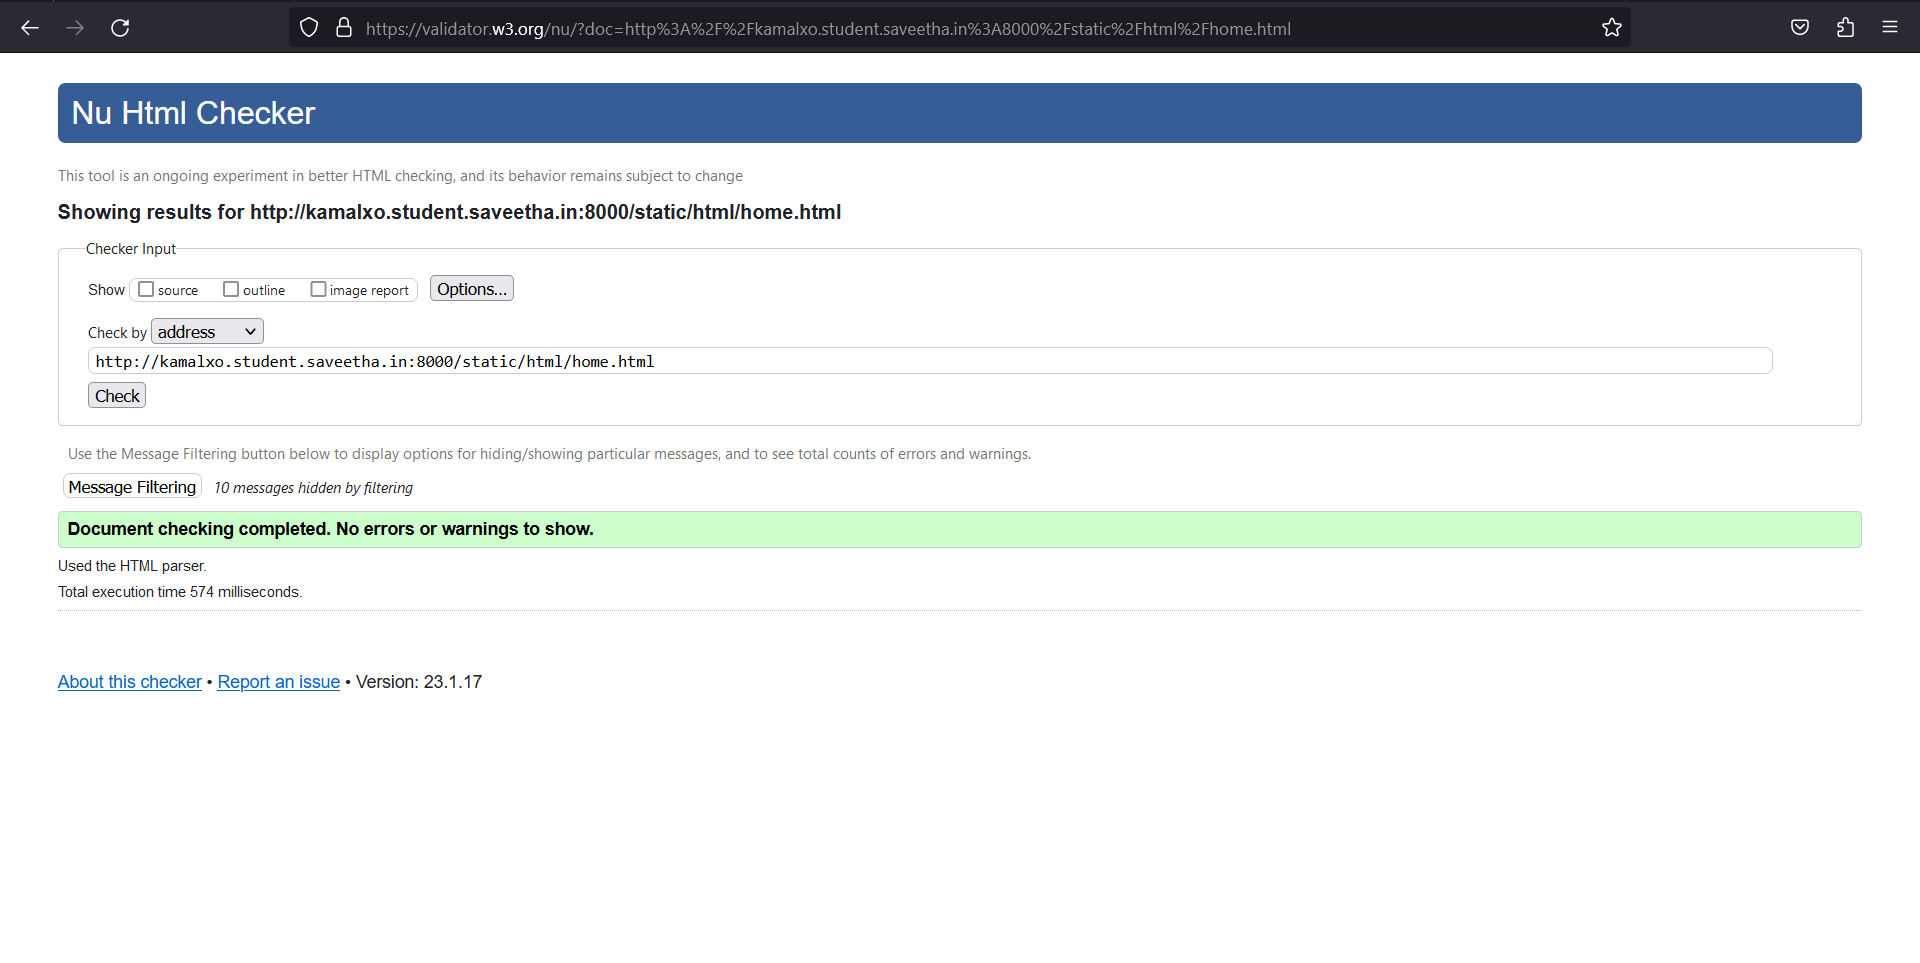 https://validator.w3.org/nu/?doc=http%3A%2F%2Fkamalxo.student.saveetha.in%3A8000%2Fstatic%2Fhtml%2Fhome.html
Nu Html Checker
This tool is an ongoing experiment in better HTML checking, and its behavior remains subject to change
Showing results for http://kamalxo.student.saveetha.in:8000/static/html/home.html
Checker Input
Show source outline image report Options...
Check by address
http://kamalxo.student.saveetha.in:8000/static/html/home.html
Check
Use the Message Filtering button below to display options for hiding/showing particular messages, and to see total counts of errors and warnings.
Message Filtering 10 messages hidden by filtering
Document checking completed. No errors or warnings to show.
Used the HTML parser.
Total execution time 574 milliseconds.
About this checker • Report an issue • Version: 23.1.17